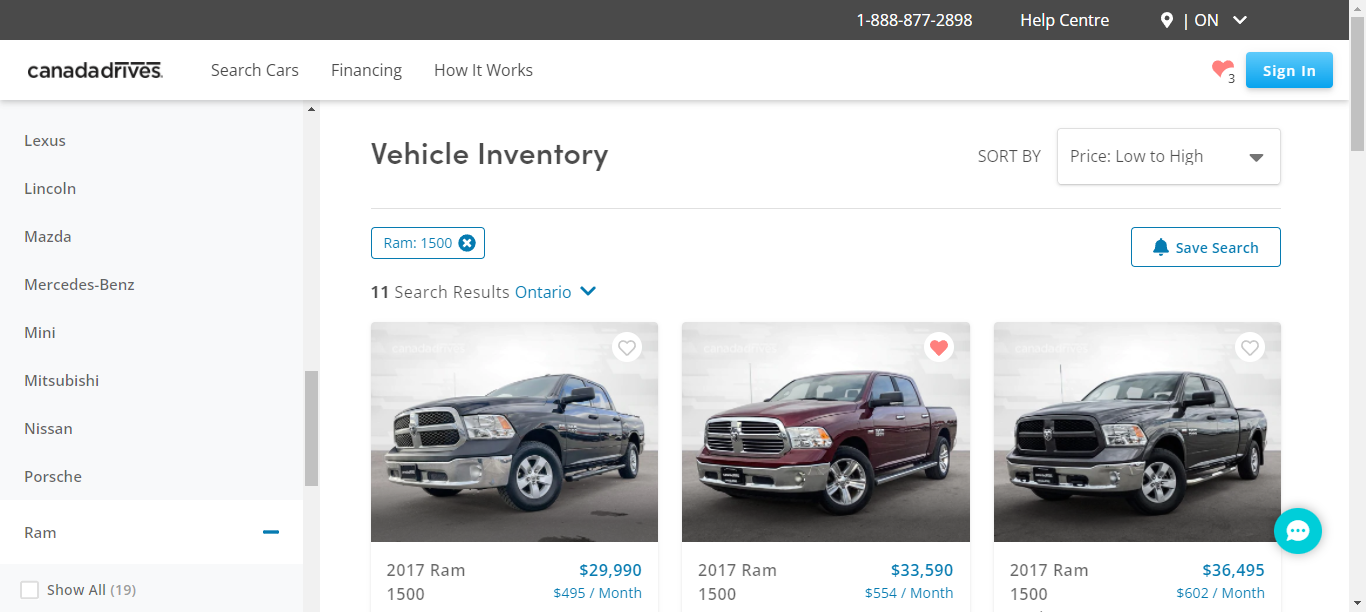 1-888-877-2898 Help Centre | ON
canadadrives. Search Cars Financing How It Works 3 Sign In
Lexus
Lincoln
Mazda
Mercedes-Benz
Mini
Mitsubishi
Nissan
Porsche
Ram
Show All (19)
Vehicle Inventory
SORT BY Price: Low to High
Ram: 1500
Save Search
11 Search Results Ontario
canadadrives canadadrives canadadrives
2017 Ram $29,990
1500 $495 / Month
2017 Ram $33,590
1500 $554 / Month
2017 Ram $36,495
1500 $602 / Month